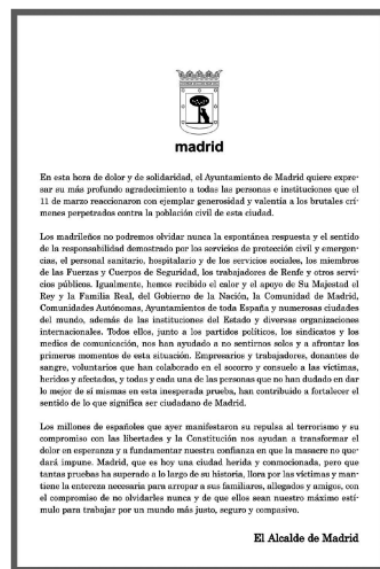 madrid
En esta hora de dolor y de solidaridad, el Ayuntamiento de Madrid quiere expre-
sar su más profundo agradecimiento a todas las personas e instituciones que el
11 de marzo reaccionaron con ejemplar generosidad y valentía a los brutales crí-
menes perpetrados contra la población civil de esta ciudad.
Los madrileños no podremos olvidar nunca la espontánea respuesta y el sentido
de la responsabilidad demostrado por los servicios de protección civil y emergen-
cias, el personal sanitario, hospitalario y de los servicios sociales, los miembros
de las Fuerzas y Cuerpos de Seguridad, los trabajadores de Renfe y otros servi-
cios públicos. Igualmente, hemos recibido el calor y el apoyo de Su Majestad el
Rey y la Familia Real, del Gobierno de la Nación, la Comunidad de Madrid,
Comunidades Autónomas, Ayuntamientos de toda España y numerosas ciudades
del mundo, además de las instituciones del Estado y diversas organizaciones
internacionales. Todos ellos, junto a los partidos políticos, los sindicatos y los
medios de comunicación, nos han ayudado a no sentirnos solos y a afrontar los
primeros momentos de esta situación. Empresarios y trabajadores, donantes de
sangre, voluntarios que han colaborado en el socorro y consuelo a las víctimas,
heridos y afectados, y todas y cada una de las personas que no han dudado en dar
lo mejor de sí mismas en esta inesperada prueba, han contribuido a fortalecer el
sentido de lo que significa ser ciudadano de Madrid.
Los millones de españoles que ayer manifestaron su repulsa al terrorismo y su
compromiso con las libertades y la Constitución nos ayudan a transformar el
dolor en esperanza y a fundamentar nuestra confianza en que la masacre no que-
dará impune. Madrid, que es hoy una ciudad herida y conmocionada, pero que
tantas pruebas ha superado a lo largo de su historia, llora por las víctimas y man-
tiene la entereza necesaria para arropar a sus familiares, allegados y amigos, con
el compromiso de no olvidarles nunca y de que ellos sean nuestro máximo estí-
mulo para trabajar por un mundo más justo, seguro y compasivo.
El Alcalde de Madrid